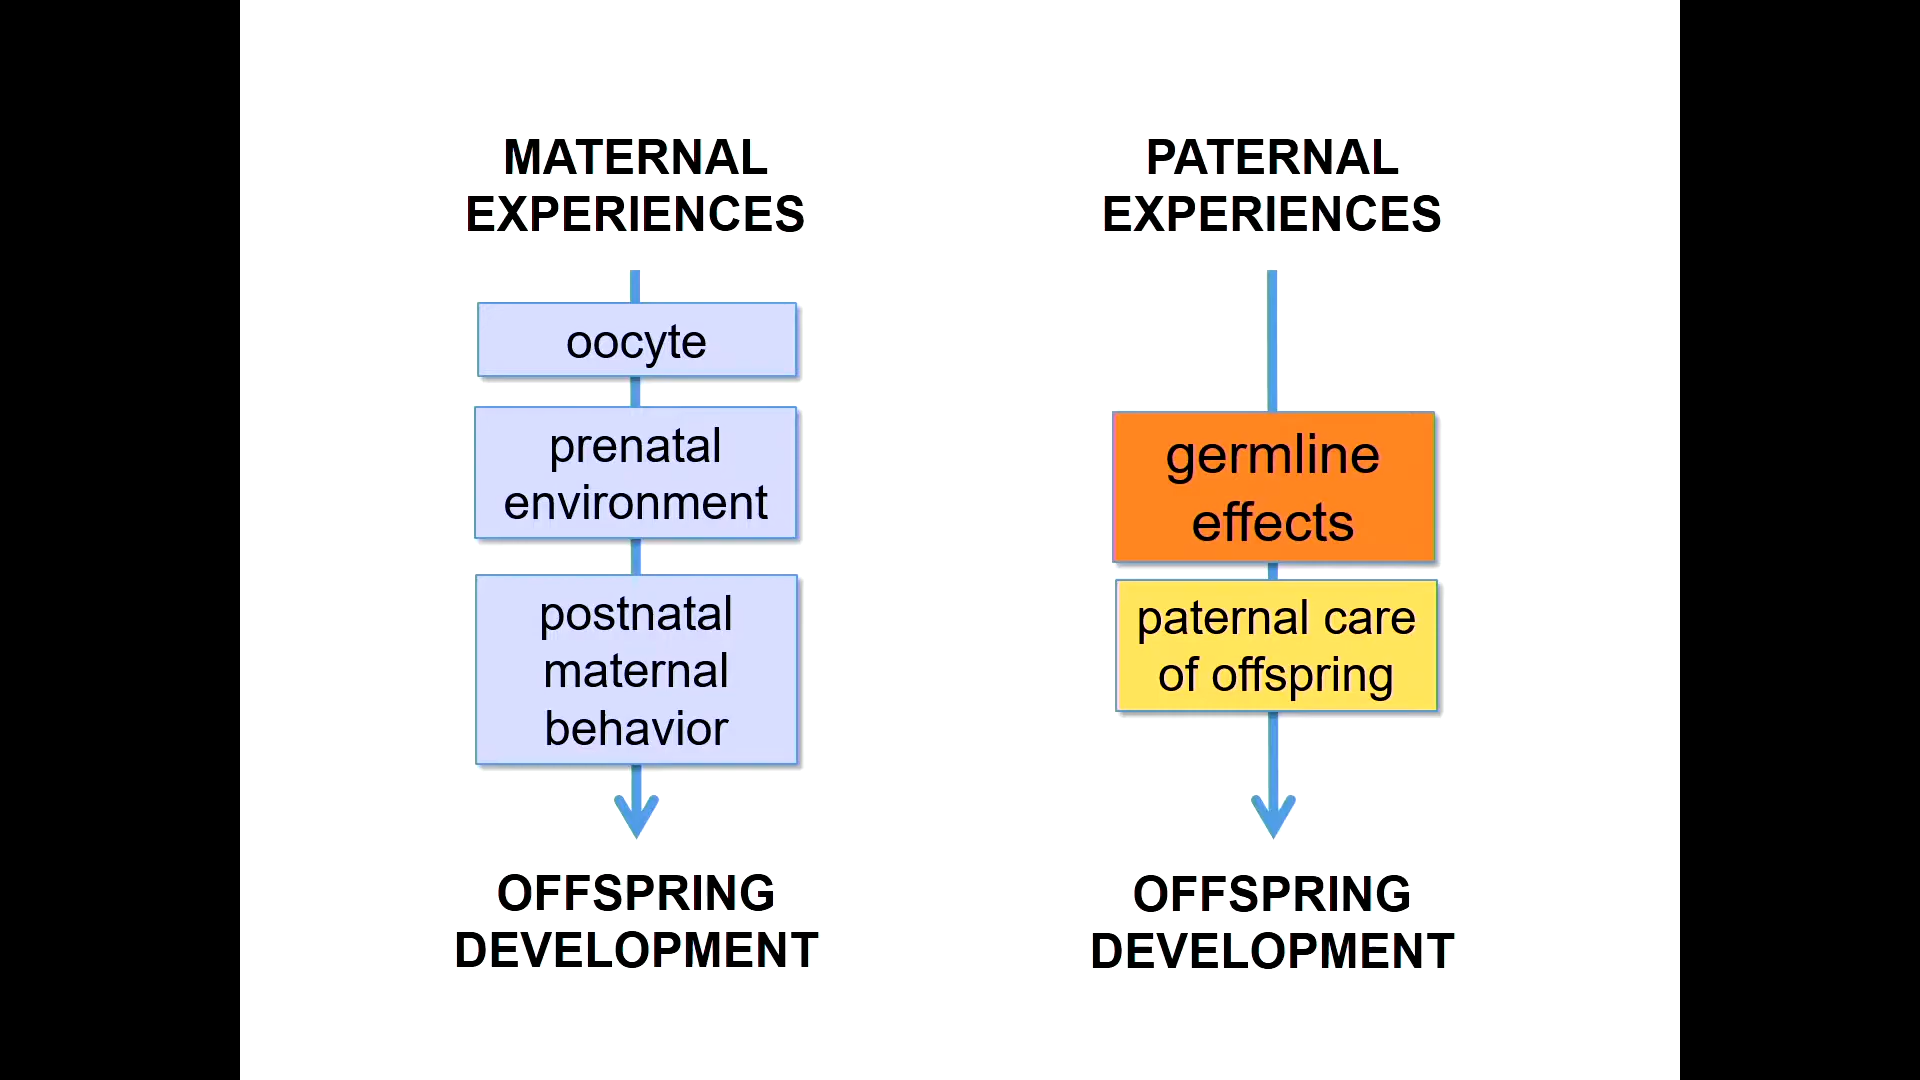 MATERNAL
EXPERIENCES
oocyte
prenatal
environment
postnatal
maternal
behavior
OFFSPRING
DEVELOPMENT
PATERNAL
EXPERIENCES
germline
effects
paternal care
of offspring
OFFSPRING
DEVELOPMENT